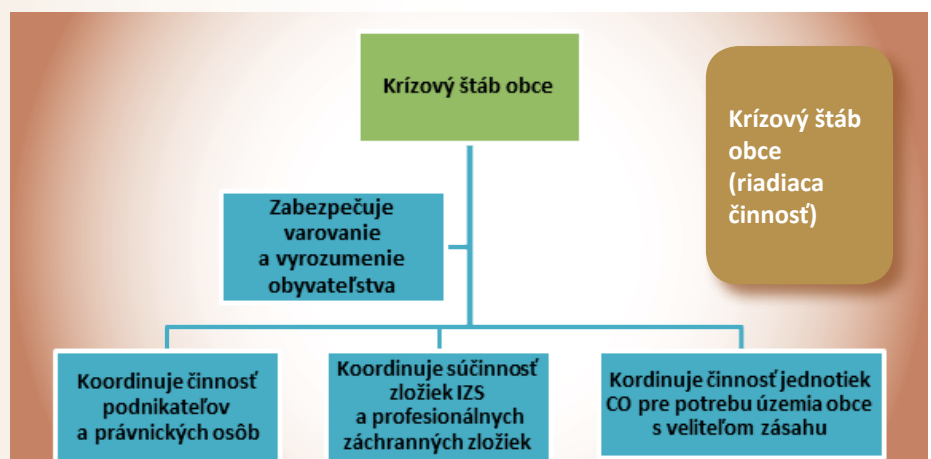 Krízový štáb obce
Krízový štáb
obce
(riadiaca
činnosť)
Zabezpečuje
varovanie
a vyrozumenie
obyvateľstva
Koordinuje činnosť
podnikateľov
a právnických osôb
Koordinuje súčinnosť
zložiek IZS
a profesionálnych
záchranných zložiek
Kordinuje činnosť jednotiek
CO pre potrebu územia obce
s veliteľom zásahu